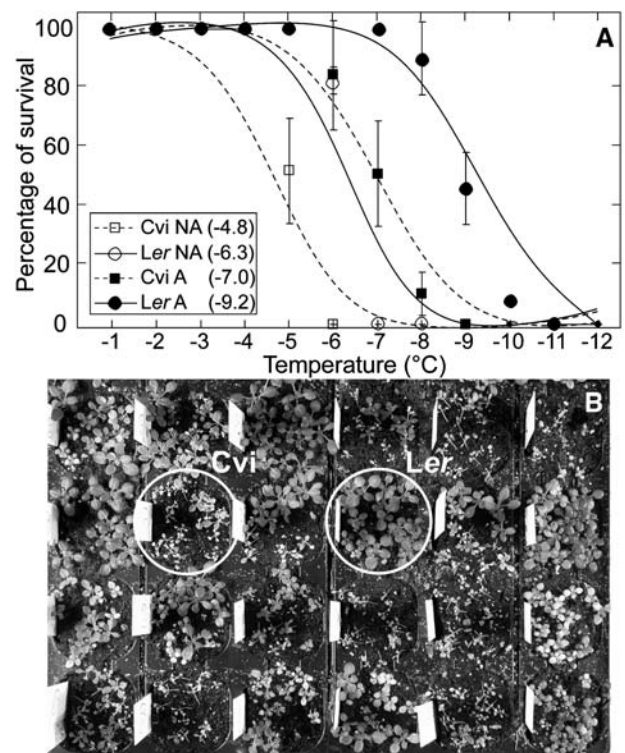 A
Percentage of survival
100
80
60
40
20
0
Cvi NA (-4.8)
Ler NA (-6.3)
Cvi A (-7.0)
Ler A (-9.2)
-1 -2 -3 -4 -5 -6 -7 -8 -9 -10 -11 -12
Temperature (°C)
B
Cvi Ler